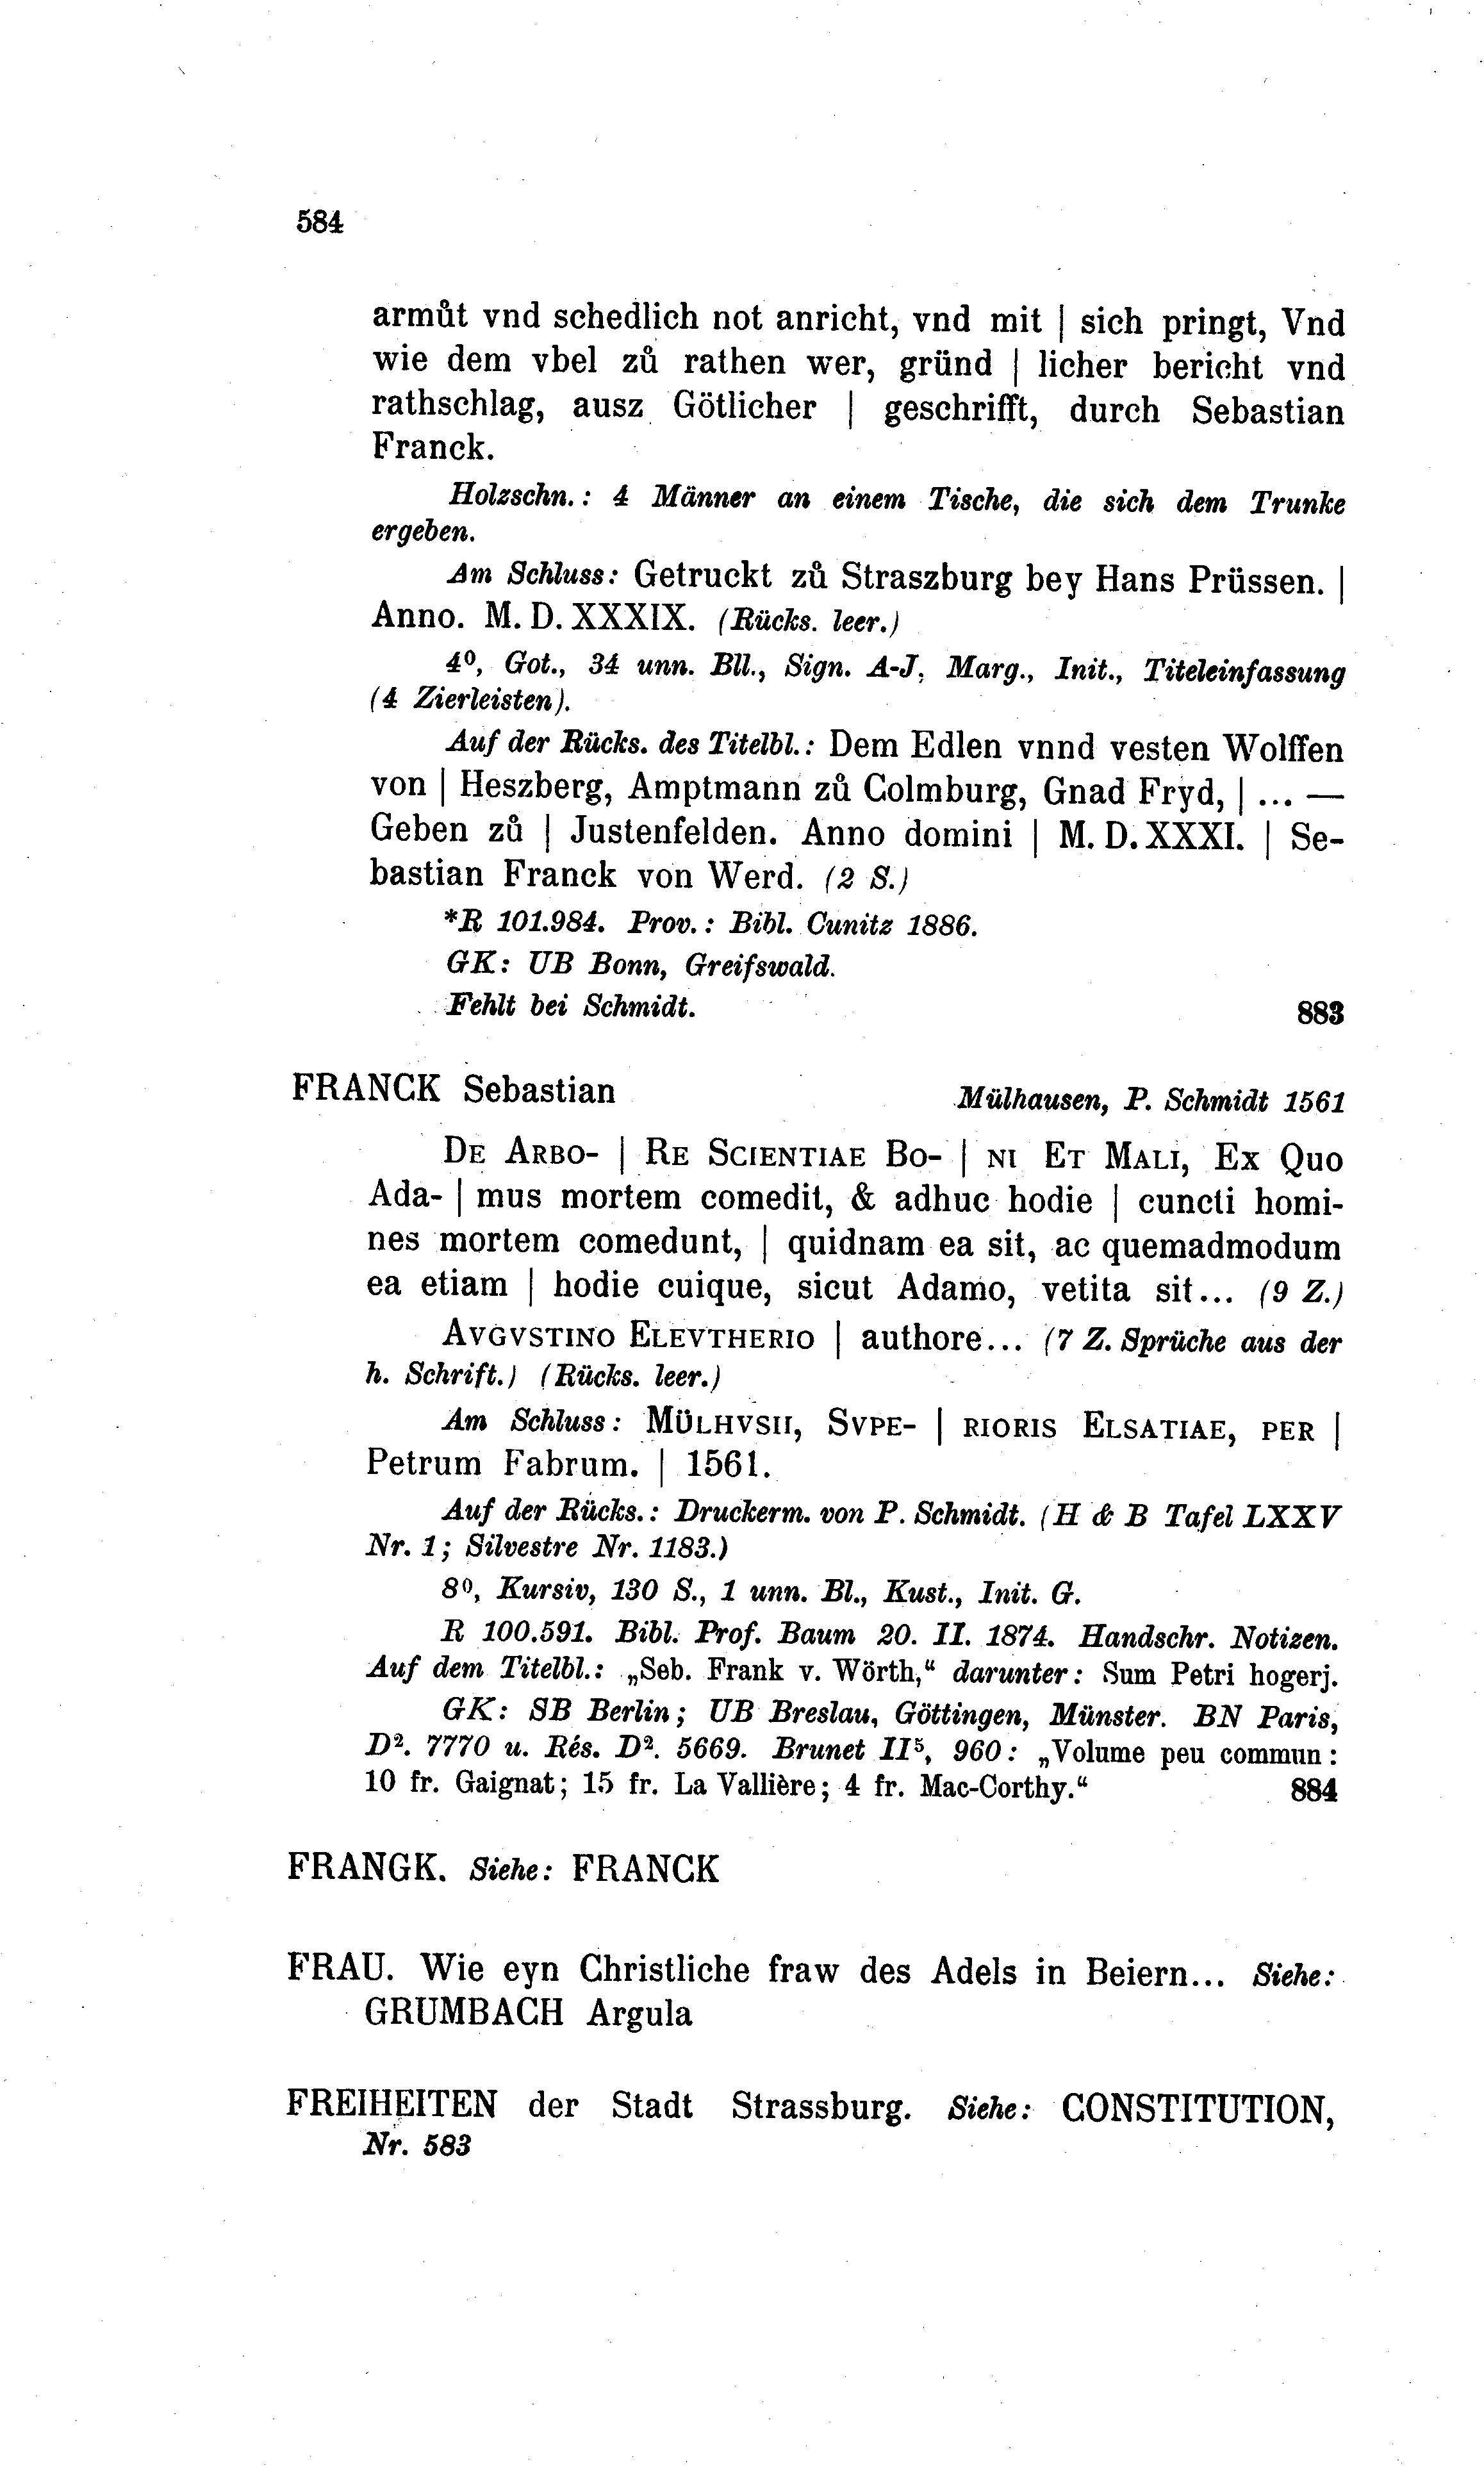 584
armůt vnd schedlich not anricht, vnd mit | sich pringt, Vnd
wie dem vbel zů rathen wer, gründ | licher bericht vnd
rathschlag, ausz Götlicher | geschrifft, durch Sebastian
Franck.
Holzschn.: 4 Männer an einem Tische, die sich dem Trunke
ergeben.
Am Schluss: Getruckt zů Straszburg bey Hans Prüssen. |
Anno. M. D. XXXIX. (Rücks. leer.)
4⁰, Got., 34 unn. Bll., Sign. A-J, Marg., Init., Titeleinfassung
(4 Zierleisten).
Auf der Rücks. des Titelbl.: Dem Edlen vnnd vesten Wolffen
von | Heszberg, Amptmann zů Colmburg, Gnad Fryd, | ... —
Geben zů | Justenfelden. Anno domini | M. D. XXXI. | Se-
bastian Franck von Werd. (2 S.)
*R 101.984. Prov.: Bibl. Cunitz 1886.
GK: UB Bonn, Greifswald.
Fehlt bei Schmidt. 883
FRANCK Sebastian Mülhausen, P. Schmidt 1561
DE ARBO- | RE SCIENTIAE BO- | NI ET MALI, EX QUO
Ada- | mus mortem comedit, & adhuc hodie | cuncti homi-
nes mortem comedunt, | quidnam ea sit, ac quemadmodum
ea etiam | hodie cuique, sicut Adamo, vetita sit... (9 Z.)
AVGVSTINO ELEVTHERIO | authore... (7 Z. Sprüche aus der
h. Schrift.) (Rücks. leer.)
Am Schluss: MÜLHVSII, SVPE- | RIORIS ELSATIAE, PER |
Petrum Fabrum. | 1561.
Auf der Rücks.: Druckerm. von P. Schmidt. (H & B Tafel LXXV
Nr. 1; Silvestre Nr. 1183.)
8⁰, Kursiv, 130 S., 1 unn. Bl., Kust., Init. G.
R 100.591. Bibl. Prof. Baum 20. II. 1874. Handschr. Notizen.
Auf dem Titelbl.: „Seb. Frank v. Wörth,“ darunter: Sum Petri hogerj.
GK: SB Berlin; UB Breslau, Göttingen, Münster. BN Paris,
D². 7770 u. Rés. D². 5669. Brunet II⁵, 960: „Volume peu commun:
10 fr. Gaignat; 15 fr. La Vallière; 4 fr. Mac-Corthy.“ 884
FRANGK. Siehe: FRANCK
FRAU. Wie eyn Christliche fraw des Adels in Beiern... Siehe:
GRUMBACH Argula
FREIHEITEN der Stadt Strassburg. Siehe: CONSTITUTION,
Nr. 583